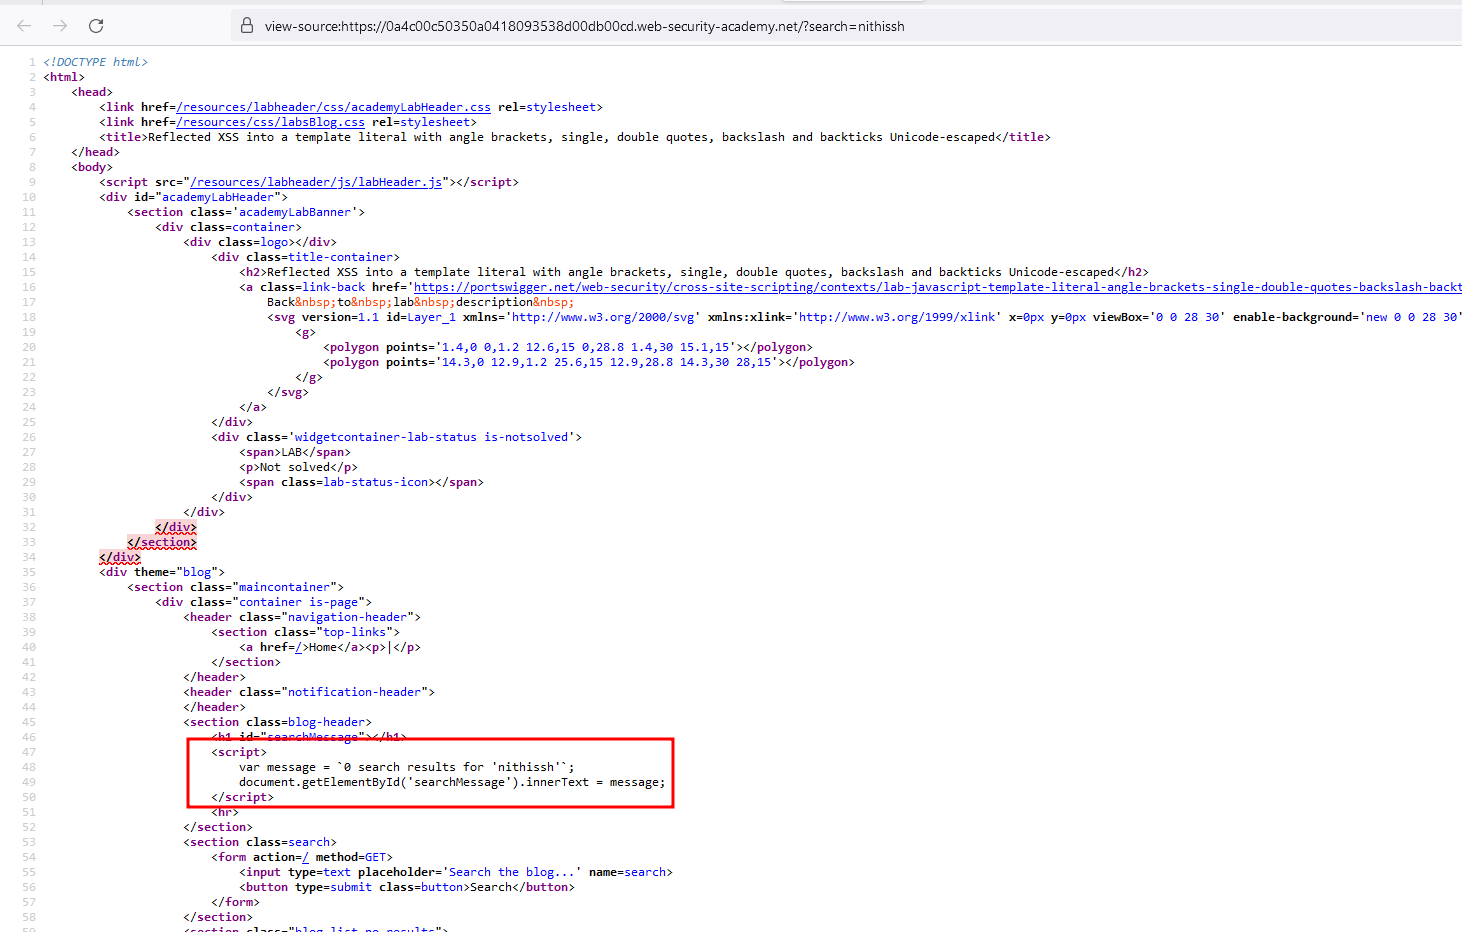 view-source:https://0a4c00c50350a0418093538d00db00cd.web-security-academy.net/?search=nithissh
1 <!DOCTYPE html>
2 <html>
3 <head>
4 <link href=/resources/labheader/css/academyLabHeader.css rel=stylesheet>
5 <link href=/resources/css/labsBlog.css rel=stylesheet>
6 <title>Reflected XSS into a template literal with angle brackets, single, double quotes, backslash and backticks Unicode-escaped</title>
7 </head>
8 <body>
9 <script src="/resources/labheader/js/labHeader.js"></script>
10 <div id="academyLabHeader">
11 <section class='academyLabBanner'>
12 <div class=container>
13 <div class=logo></div>
14 <div class=title-container>
15 <h2>Reflected XSS into a template literal with angle brackets, single, double quotes, backslash and backticks Unicode-escaped</h2>
16 <a class=link-back href='https://portswigger.net/web-security/cross-site-scripting/contexts/lab-javascript-template-literal-angle-brackets-single-double-quotes-backslash-backt
17 Back&nbsp;to&nbsp;lab&nbsp;description&nbsp;
18 <svg version=1.1 id=Layer_1 xmlns='http://www.w3.org/2000/svg' xmlns:xlink='http://www.w3.org/1999/xlink' x=0px y=0px viewBox='0 0 28 30' enable-background='new 0 0 28 30'
19 <g>
20 <polygon points='1.4,0 0,1.2 12.6,15 0,28.8 1.4,30 15.1,15'></polygon>
21 <polygon points='14.3,0 12.9,1.2 25.6,15 12.9,28.8 14.3,30 28,15'></polygon>
22 </g>
23 </svg>
24 </a>
25 </div>
26 <div class='widgetcontainer-lab-status is-notsolved'>
27 <span>LAB</span>
28 <p>Not solved</p>
29 <span class=lab-status-icon></span>
30 </div>
31 </div>
32 </div>
33 </section>
34 </div>
35 <div theme="blog">
36 <section class="maincontainer">
37 <div class="container is-page">
38 <header class="navigation-header">
39 <section class="top-links">
40 <a href=/>Home</a><p>|</p>
41 </section>
42 </header>
43 <header class="notification-header">
44 </header>
45 <section class=blog-header>
46 <h1 id="searchMessage"></h1>
47 <script>
48 var message = `0 search results for 'nithissh'`;
49 document.getElementById('searchMessage').innerText = message;
50 </script>
51 <hr>
52 </section>
53 <section class=search>
54 <form action=/ method=GET>
55 <input type=text placeholder='Search the blog...' name=search>
56 <button type=submit class=button>Search</button>
57 </form>
58 </section>
59 <section class="blog-list no-results">